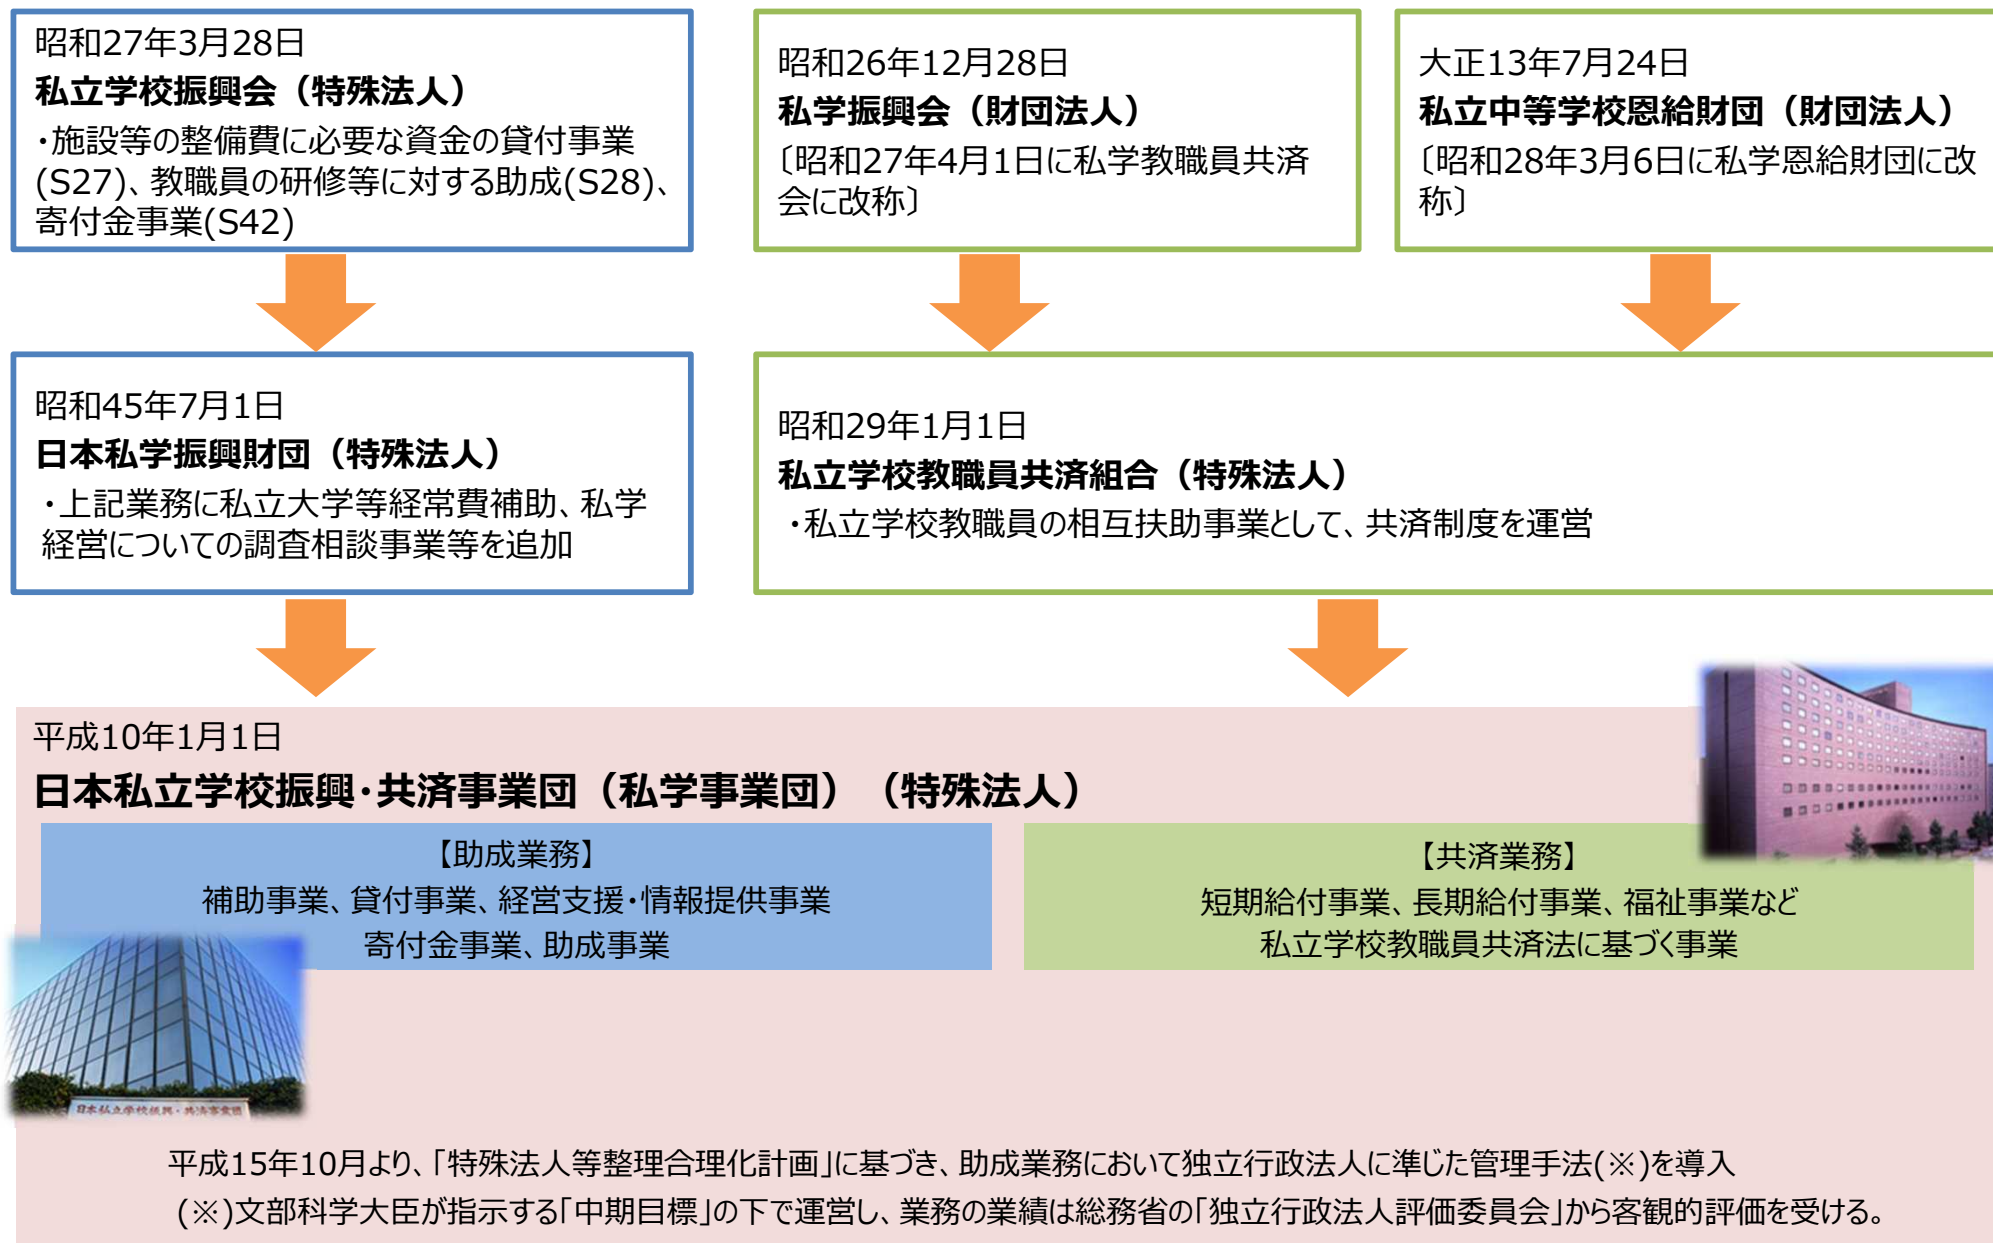 昭和27年3月28日
私立学校振興会（特殊法人）
・施設等の整備費に必要な資金の貸付事業
(S27)、教職員の研修等に対する助成(S28)、
寄付金事業(S42)
昭和26年12月28日
私学振興会（財団法人）
〔昭和27年4月1日に私学教職員共済
会に改称〕
大正13年7月24日
私立中等学校恩給財団（財団法人）
〔昭和28年3月6日に私学恩給財団に改
称〕
昭和45年7月1日
日本私学振興財団（特殊法人）
・上記業務に私立大学等経常費補助、私学
経営についての調査相談事業等を追加
昭和29年1月1日
私立学校教職員共済組合（特殊法人）
・私立学校教職員の相互扶助事業として、共済制度を運営
平成10年1月1日
日本私立学校振興・共済事業団（私学事業団）（特殊法人）
【助成業務】
補助事業、貸付事業、経営支援・情報提供事業
寄付金事業、助成事業
【共済業務】
短期給付事業、長期給付事業、福祉事業など
私立学校教職員共済法に基づく事業
日本私立学校振興・共済事業団
平成15年10月より、「特殊法人等整理合理化計画」に基づき、助成業務において独立行政法人に準じた管理手法(※)を導入
(※)文部科学大臣が指示する「中期目標」の下で運営し、業務の業績は総務省の「独立行政法人評価委員会」から客観的評価を受ける。